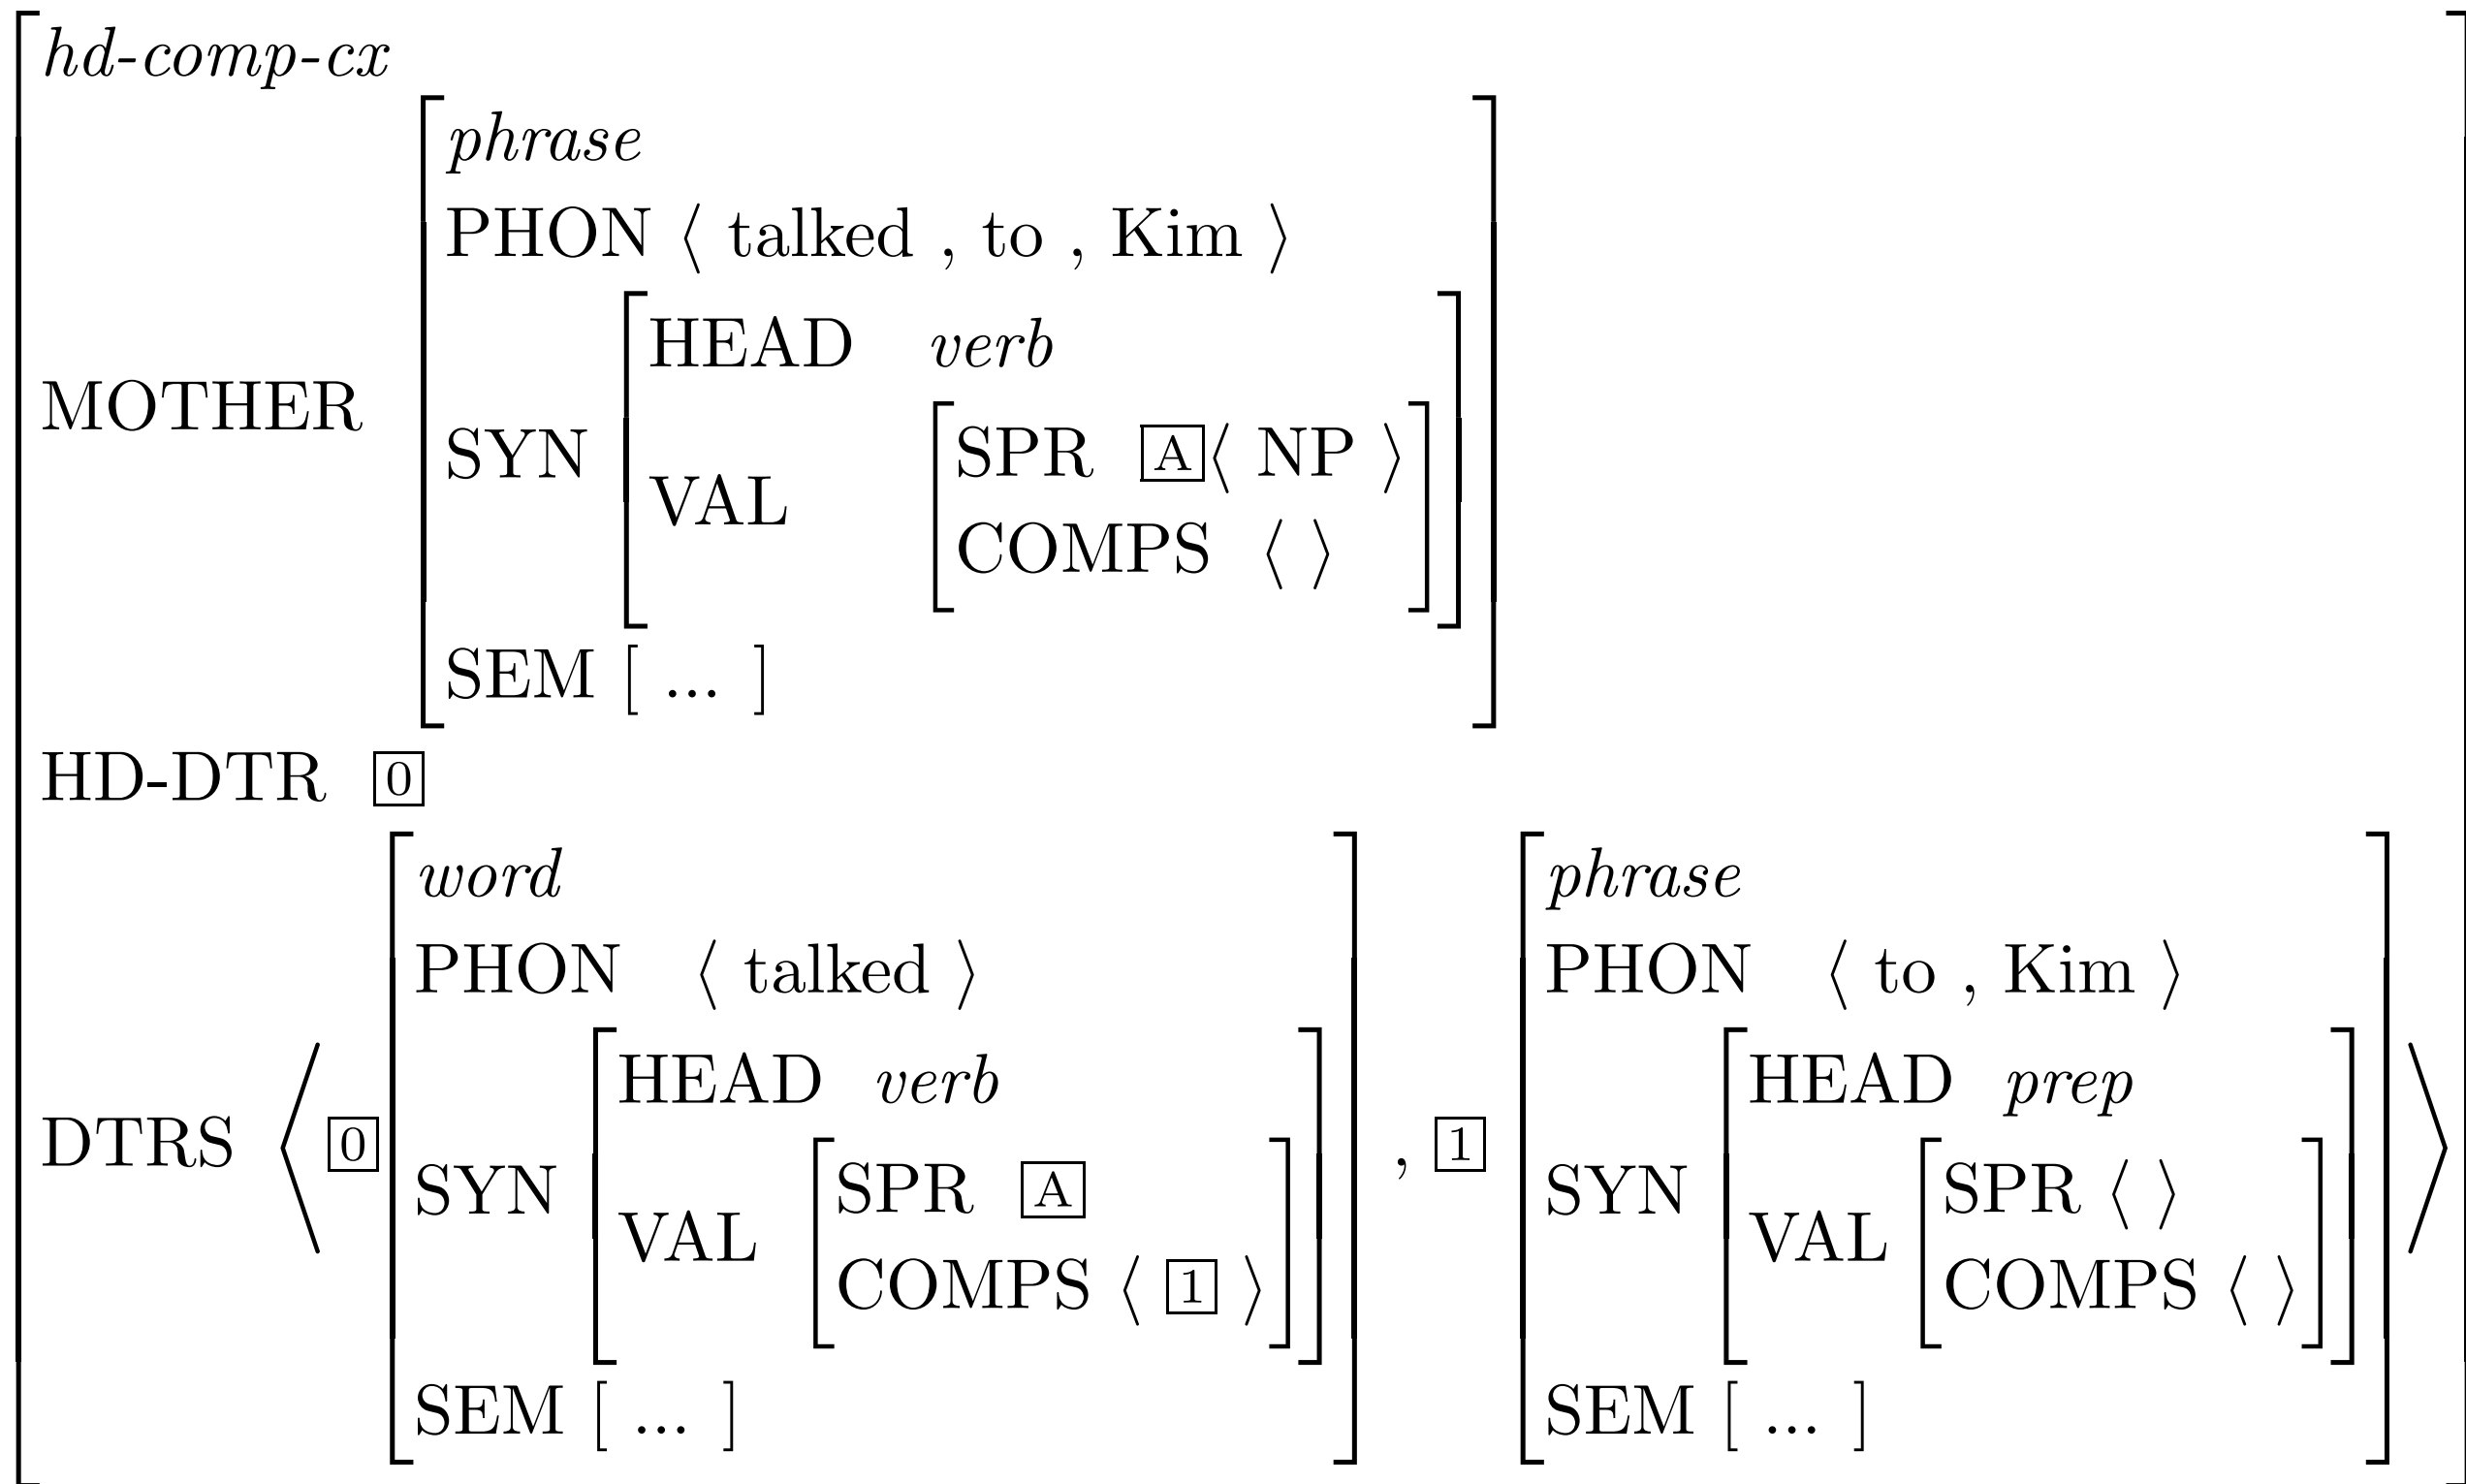 hd-comp-cx
phrase
PHON ⟨ talked , to , Kim ⟩
HEAD verb
MOTHER
SYN
SPR A ⟨ NP ⟩
VAL
COMPS ⟨ ⟩
SEM [ ... ]
HD-DTR 0
word phrase
PHON ⟨ talked ⟩ PHON ⟨ to , Kim ⟩
HEAD verb HEAD prep
DTRS ⟨ 0 SYN SPR A , 1 SYN SPR ⟨ ⟩ ⟩
VAL VAL
COMPS ⟨ 1 ⟩ COMPS ⟨ ⟩
SEM [ ... ] SEM [ ... ]